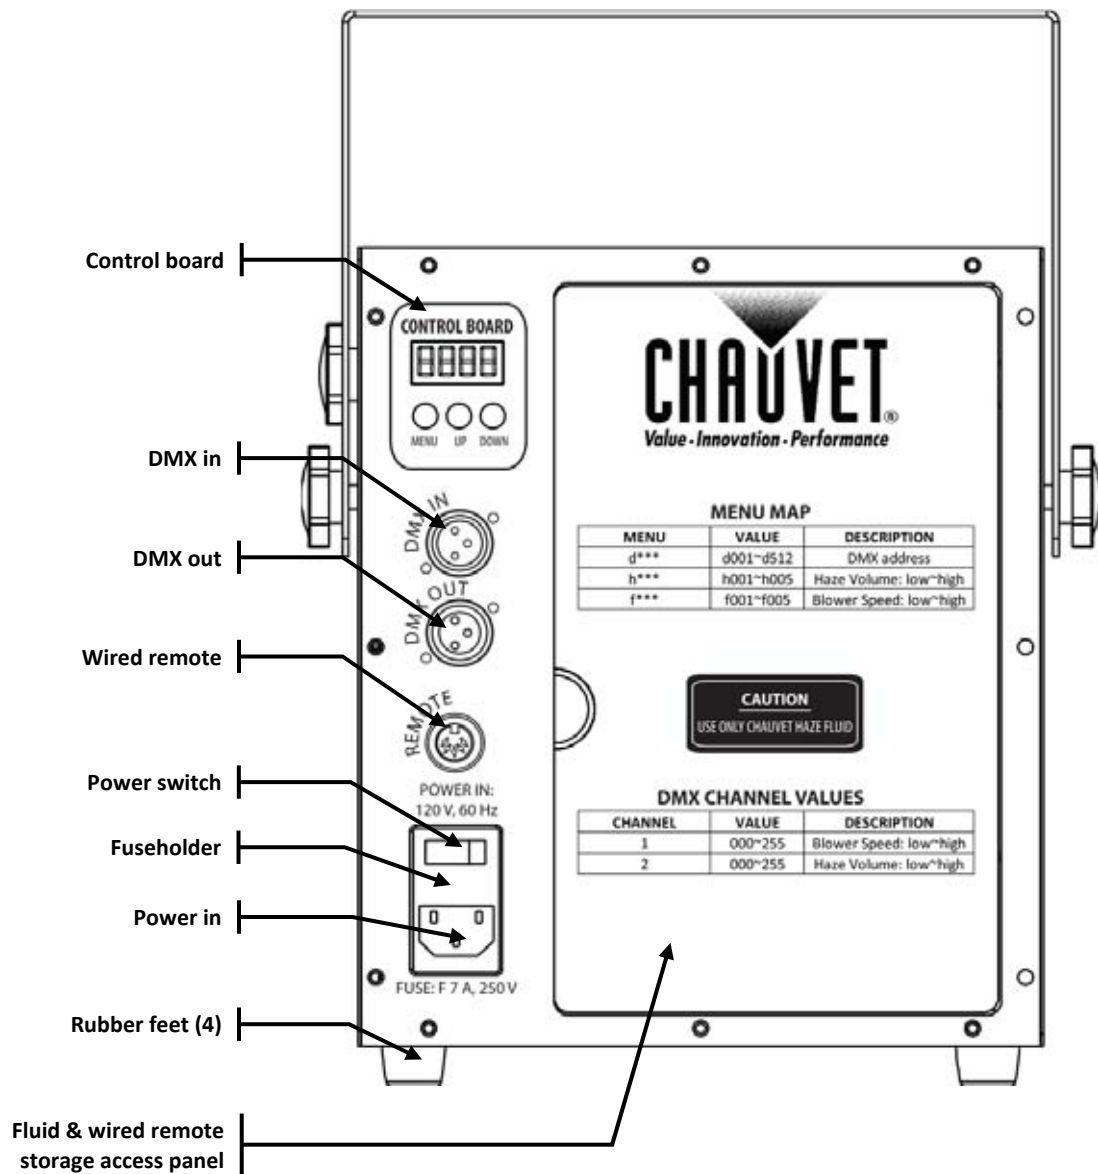 Control board
DMX in
DMX out
Wired remote
Power switch
Fuseholder
Power in
Rubber feet (4)
Fluid & wired remote
storage access panel
CONTROL BOARD
8888
MENU UP DOWN
DMX IN
DMX OUT
REMOTE
POWER IN:
120 V, 60 Hz
FUSE: F 7 A, 250 V
CHAUVET®
Value - Innovation - Performance
MENU MAP
MENU VALUE DESCRIPTION
d*** d001~d512 DMX address
h*** h001~h005 Haze Volume: low~high
f*** f001~f005 Blower Speed: low~high
CAUTION
USE ONLY CHAUVET HAZE FLUID
DMX CHANNEL VALUES
CHANNEL VALUE DESCRIPTION
1 000~255 Blower Speed: low~high
2 000~255 Haze Volume: low~high